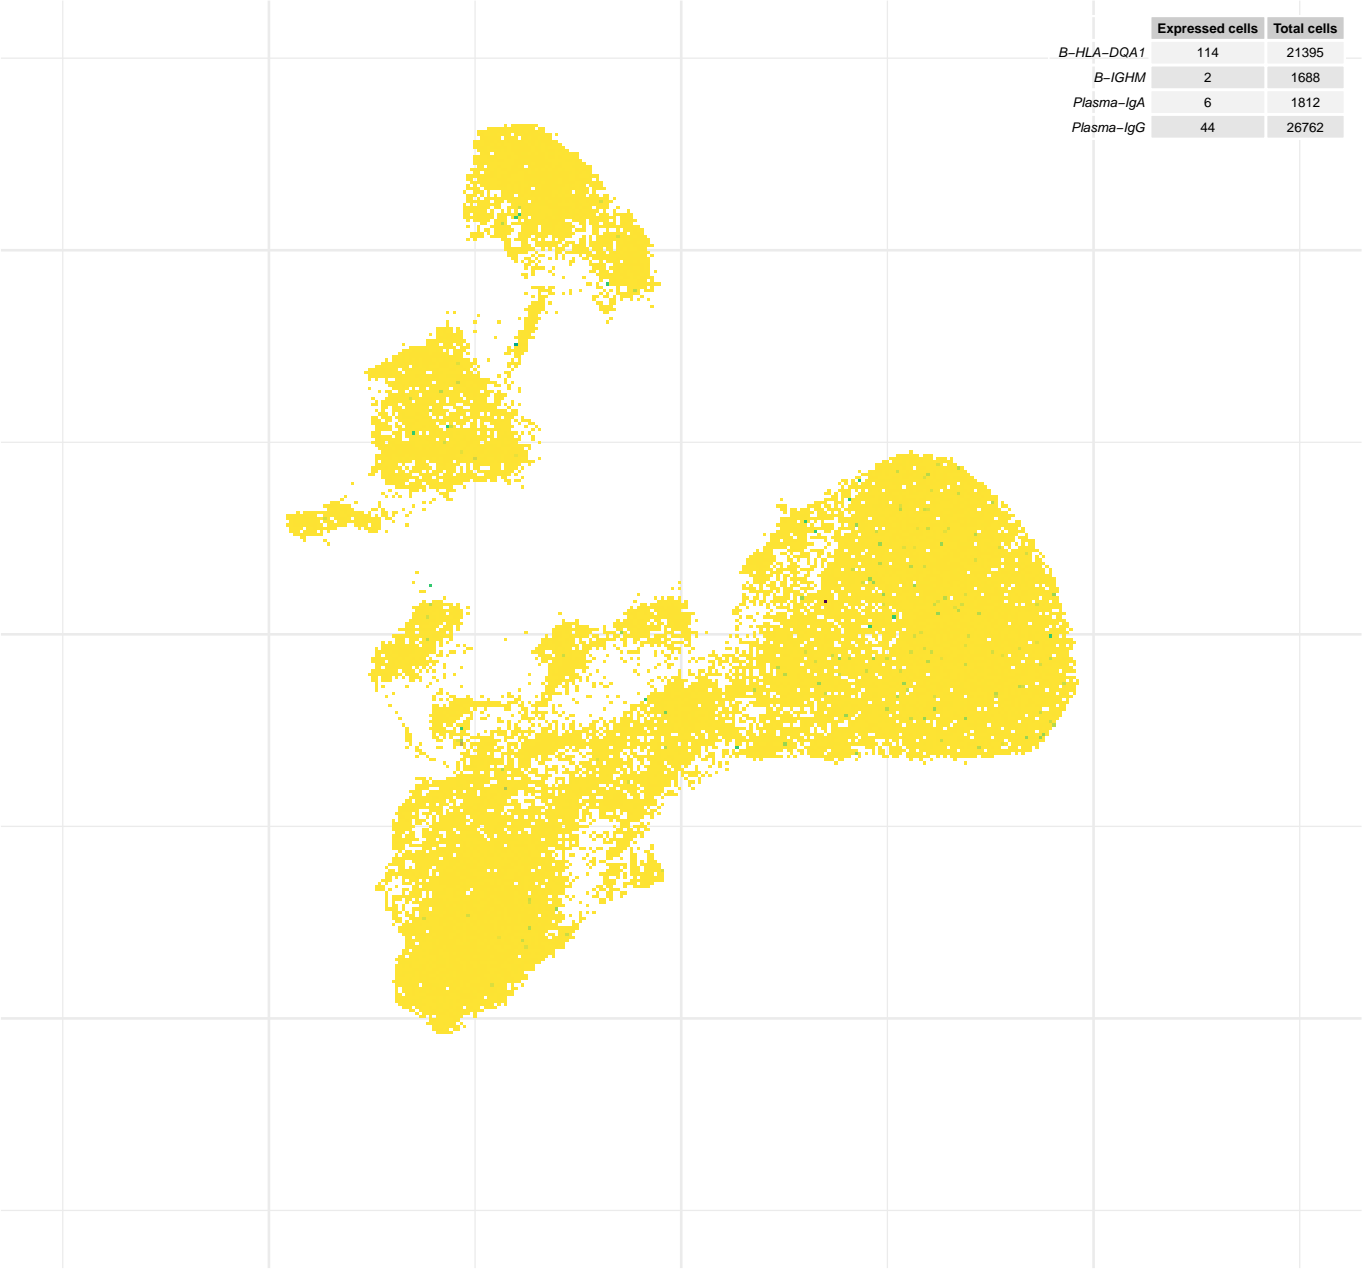 Expressed cells Total cells
B−HLA−DQA1 114 21395
B−IGHM 2 1688
Plasma−IgA 6 1812
Plasma−IgG 44 26762